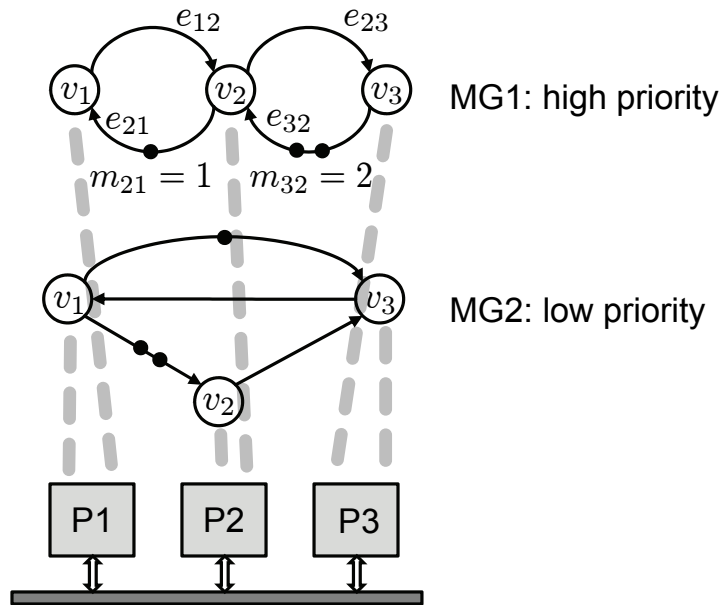 e₁₂ e₂₃
v₁ v₂ v₃ MG1: high priority
e₂₁ e₃₂
m₂₁ = 1 m₃₂ = 2
v₁ v₃ MG2: low priority
v₂
P1 P2 P3